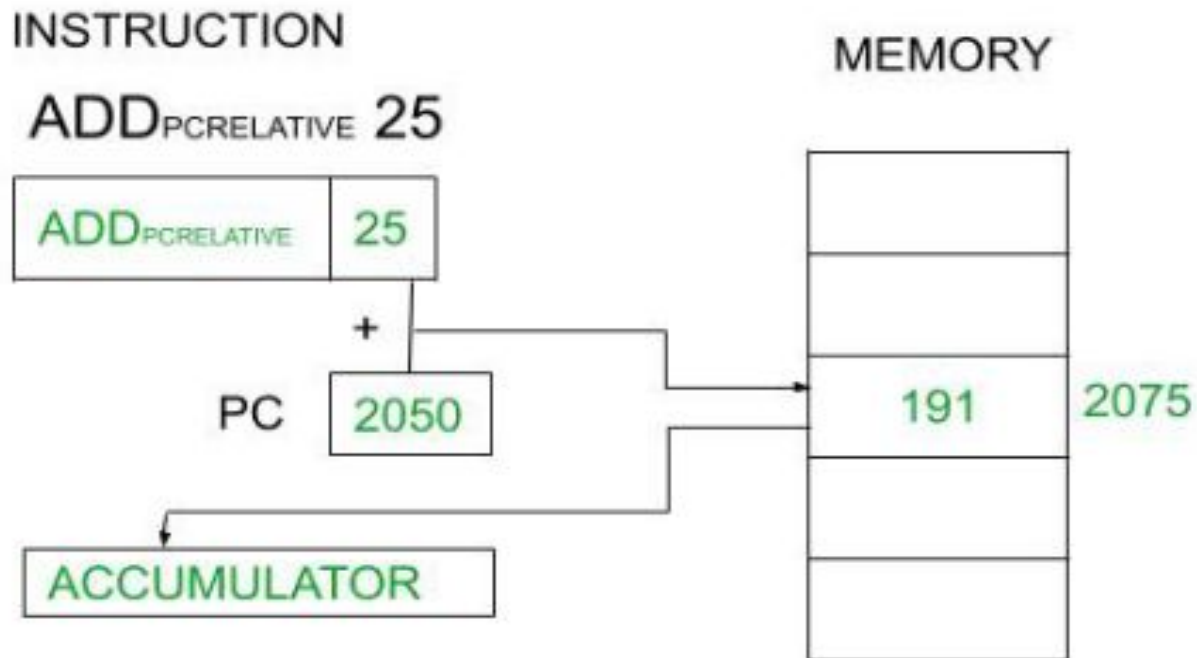 INSTRUCTION
MEMORY
ADDPCRELATIVE 25
ADDPCRELATIVE 25
+
PC 2050
191 2075
ACCUMULATOR